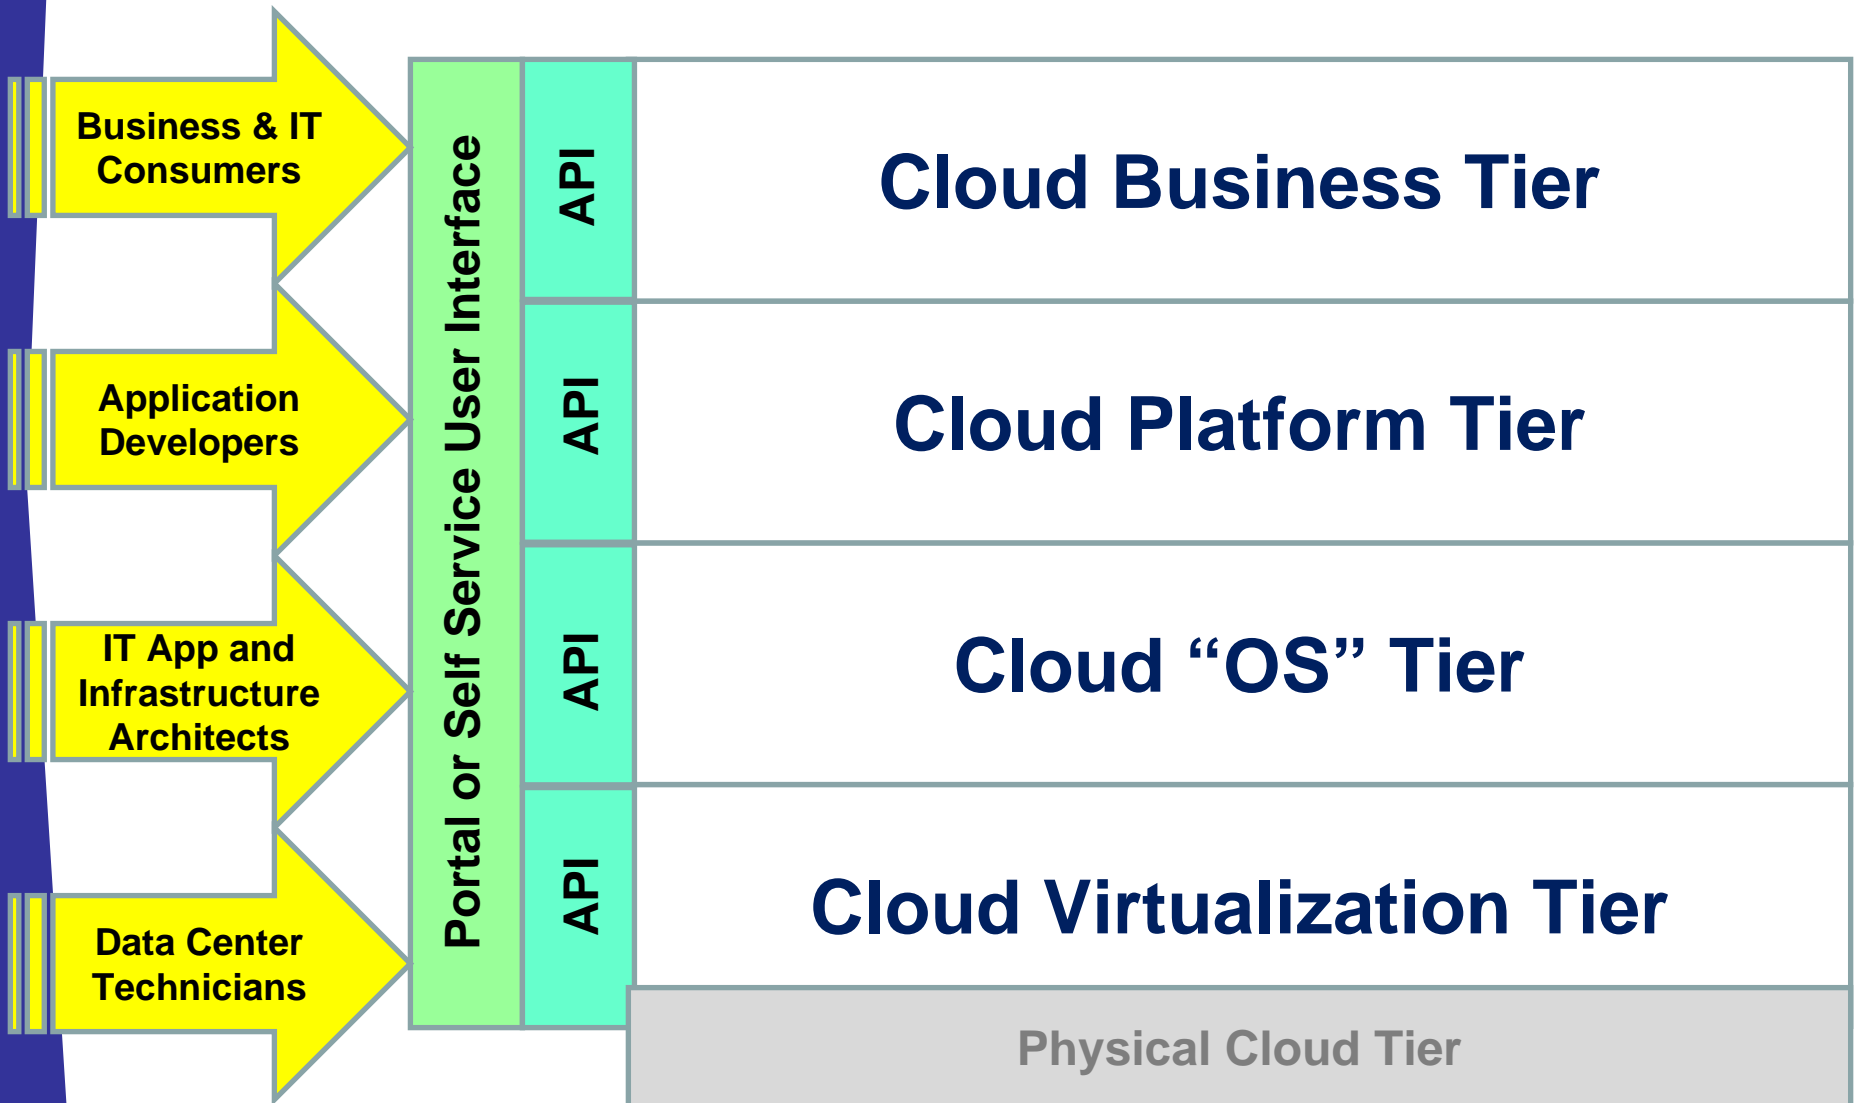 Business & IT
Consumers
Application
Developers
IT App and
Infrastructure
Architects
Data Center
Technicians
Portal or Self Service User Interface
API
API
API
API
Cloud Business Tier
Cloud Platform Tier
Cloud “OS” Tier
Cloud Virtualization Tier
Physical Cloud Tier